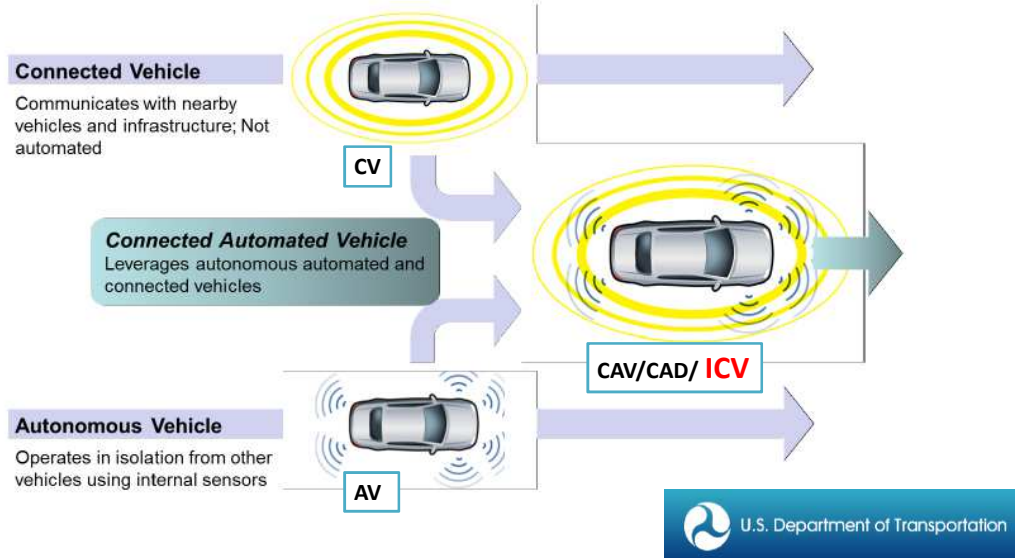 Connected Vehicle
Communicates with nearby
vehicles and infrastructure; Not
automated
CV
Connected Automated Vehicle
Leverages autonomous automated and
connected vehicles
CAV/CAD/ ICV
Autonomous Vehicle
Operates in isolation from other
vehicles using internal sensors
AV
U.S. Department of Transportation